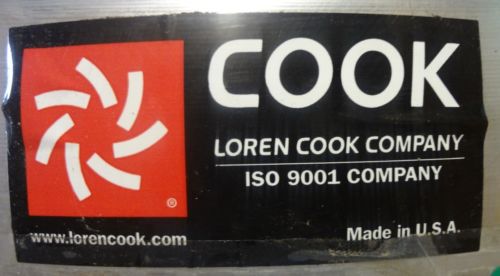 COOK
LOREN COOK COMPANY
ISO 9001 COMPANY
®
www.lorencook.com
Made in U.S.A.